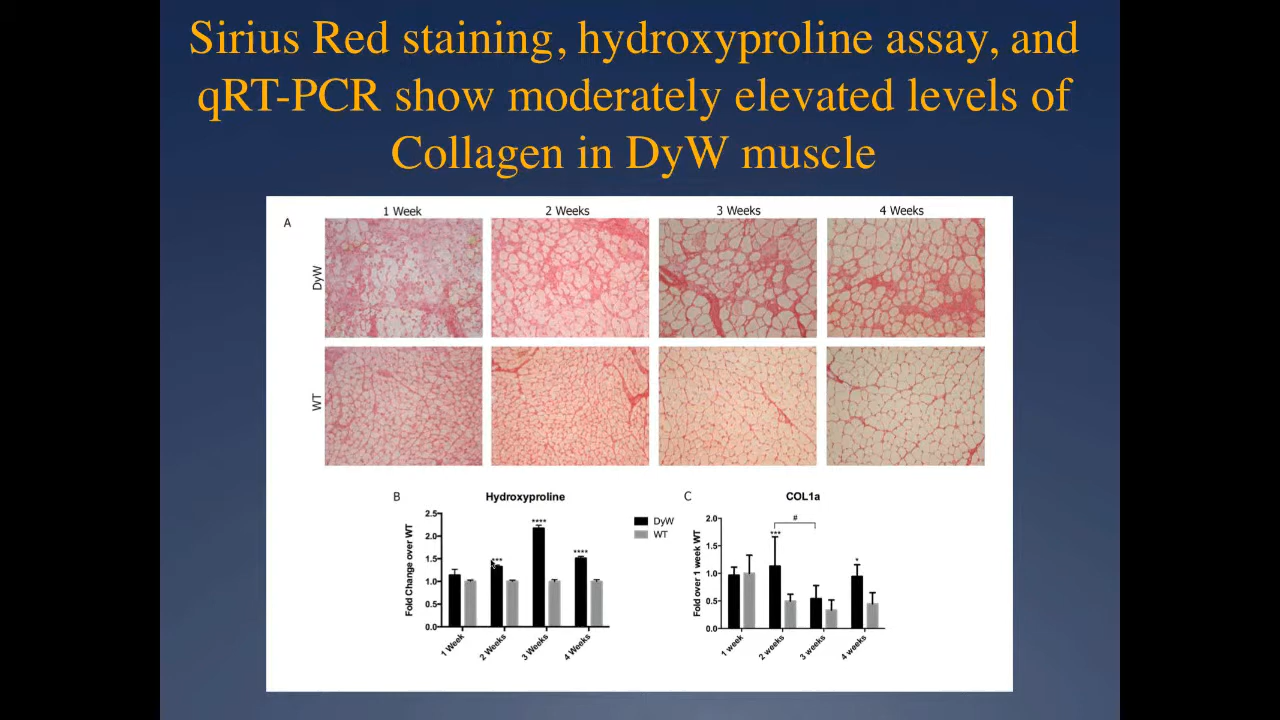 Sirius Red staining, hydroxyproline assay, and
qRT-PCR show moderately elevated levels of
Collagen in DyW muscle
A
1 Week
2 Weeks
3 Weeks
4 Weeks
DyW
WT
B
Hydroxyproline
Fold Change over WT
2.5
2.0
1.5
1.0
0.5
0.0
***
****
****
1 Week
2 Weeks
3 Weeks
4 Weeks
DyW
WT
C
COL1a
Fold over 1 week WT
2.0
1.5
1.0
0.5
0.0
***
#
*
1 week
2 weeks
3 weeks
4 weeks